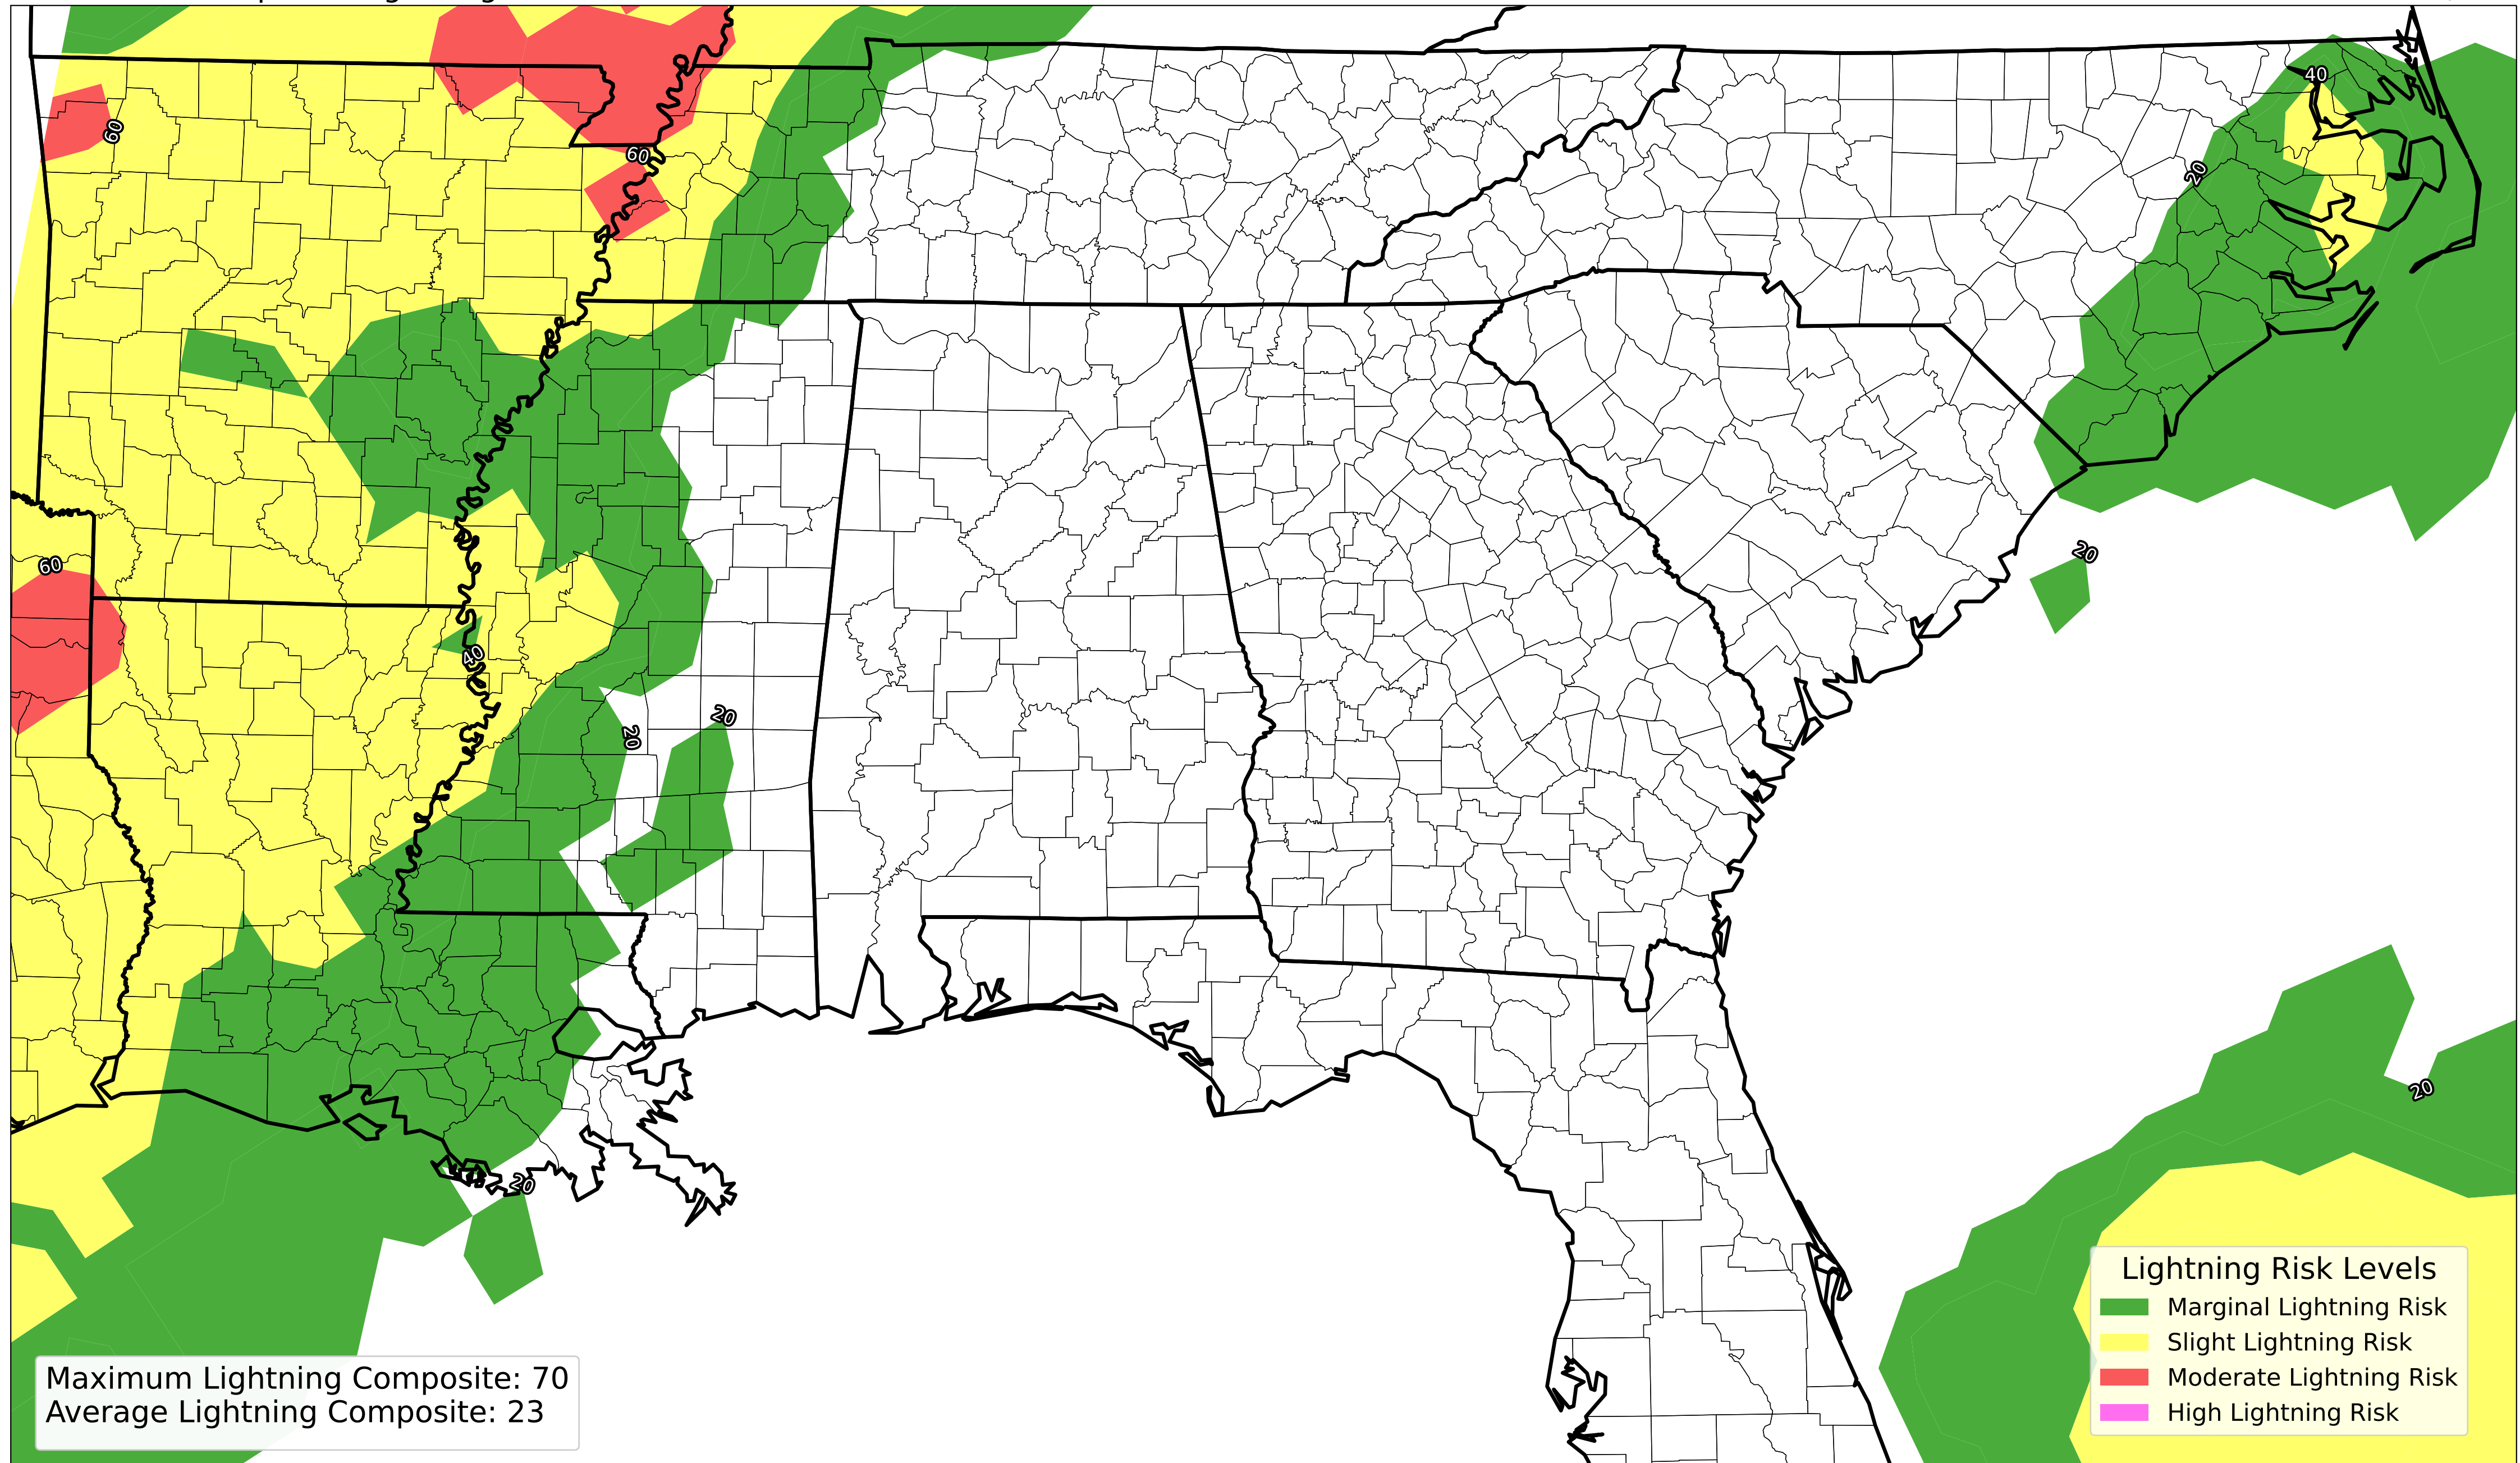 40
60
60
20
20
60
40
20
20
20
20
Lightning Risk Levels
Marginal Lightning Risk
Slight Lightning Risk
Moderate Lightning Risk
High Lightning Risk
Maximum Lightning Composite: 70
Average Lightning Composite: 23